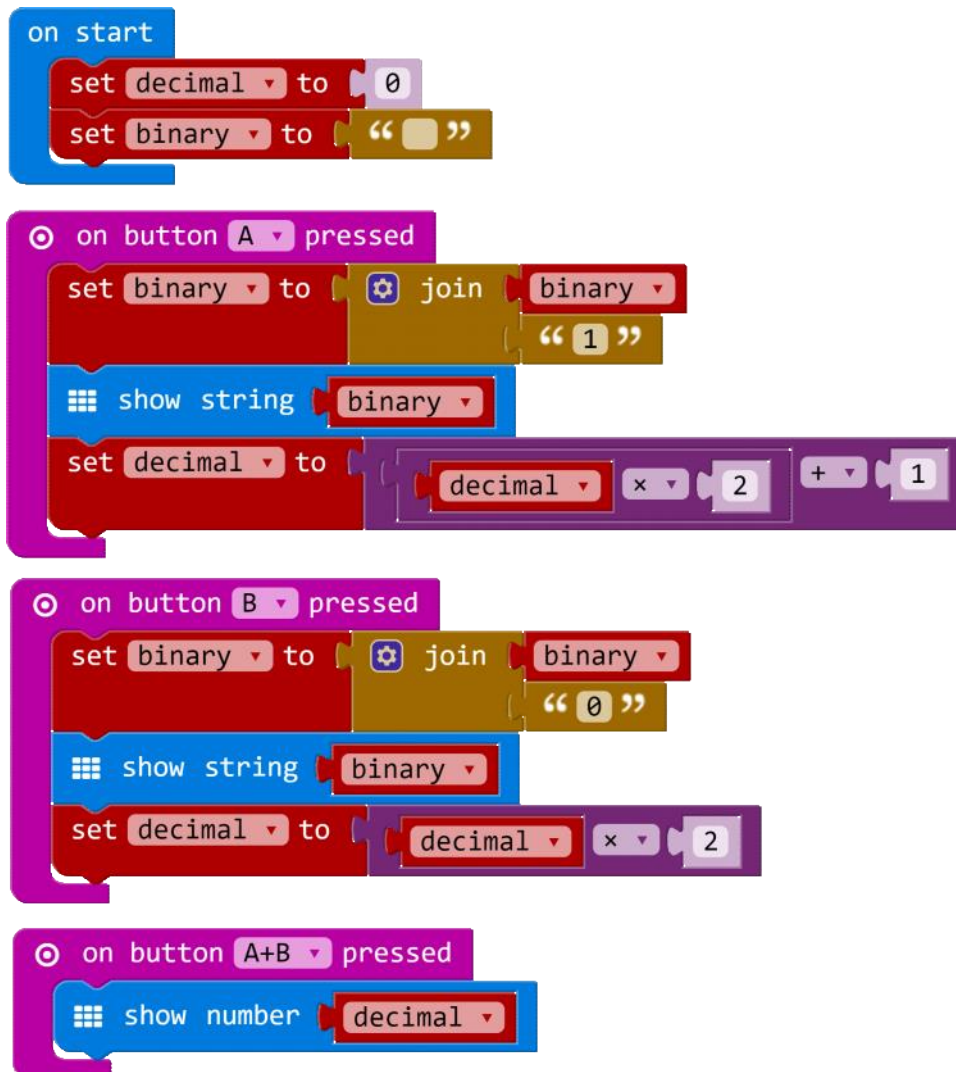 on start
set decimal to 0
set binary to “ ”
on button A pressed
set binary to join binary
“ 1 ”
show string binary
set decimal to decimal × 2 + 1
on button B pressed
set binary to join binary
“ 0 ”
show string binary
set decimal to decimal × 2
on button A+B pressed
show number decimal